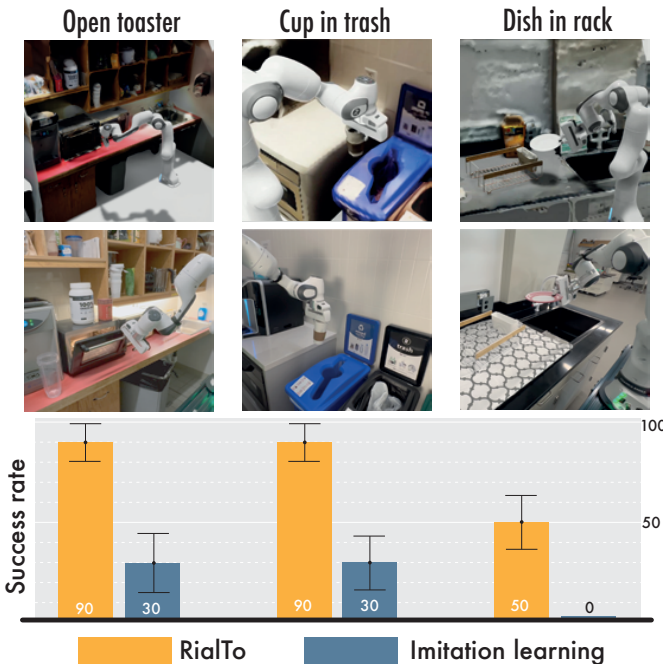 Open toaster
Cup in trash
Dish in rack
trash
100
50
Success rate
90
30
90
30
50
0
RialTo
Imitation learning